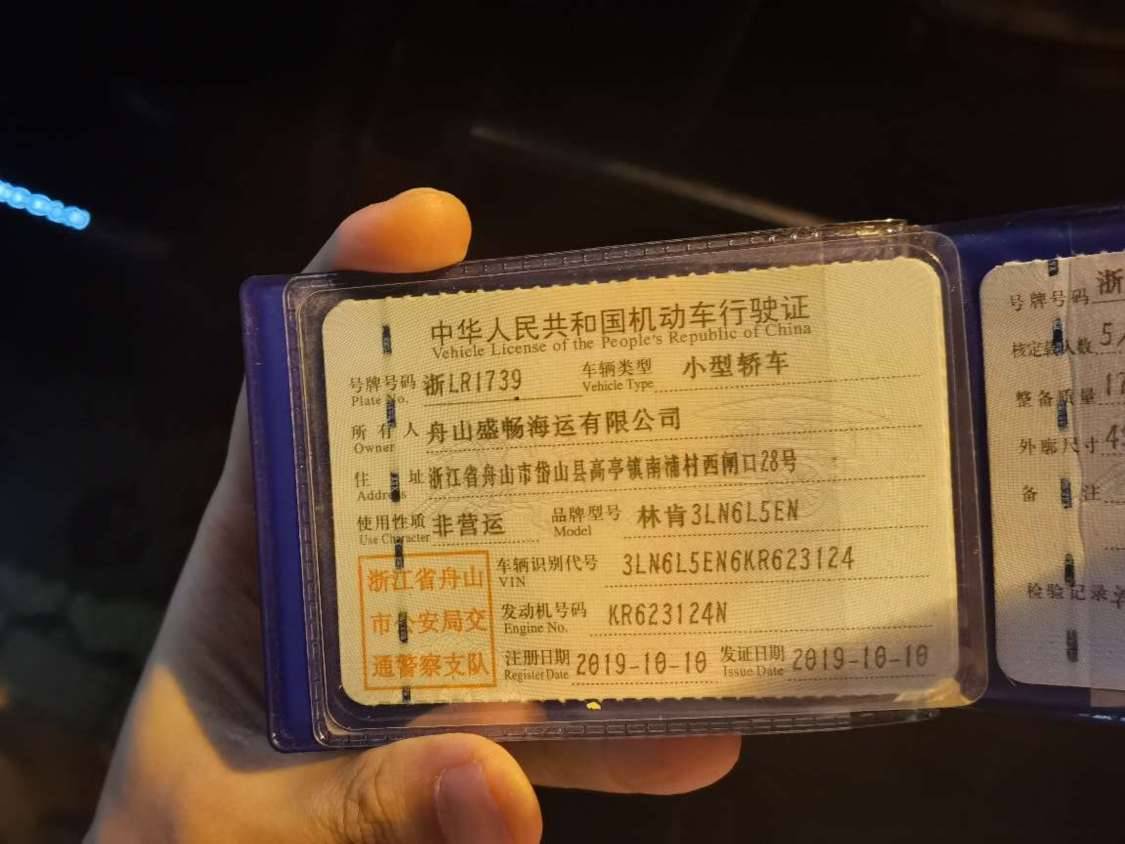 中华人民共和国机动车行驶证
Vehicle License of the People's Republic of China
号牌号码 浙LR1739 车辆类型 小型轿车
Plate No. Vehicle Type
所有人 舟山盛畅海运有限公司
Owner
住址 浙江省舟山市岱山县高亭镇南浦村西闸口28号
Address
使用性质 非营运 品牌型号 林肯3LN6L5EN
Use Character Model
浙江省舟山
市公安局交
通警察支队
车辆识别代号 3LN6L5EN6KR623124
VIN
发动机号码 KR623124N
Engine No.
注册日期 2019-10-10 发证日期 2019-10-10
Register Date Issue Date
号牌号码 浙
核定载人数 5
整备质量 17
外廓尺寸
备注
检验记录